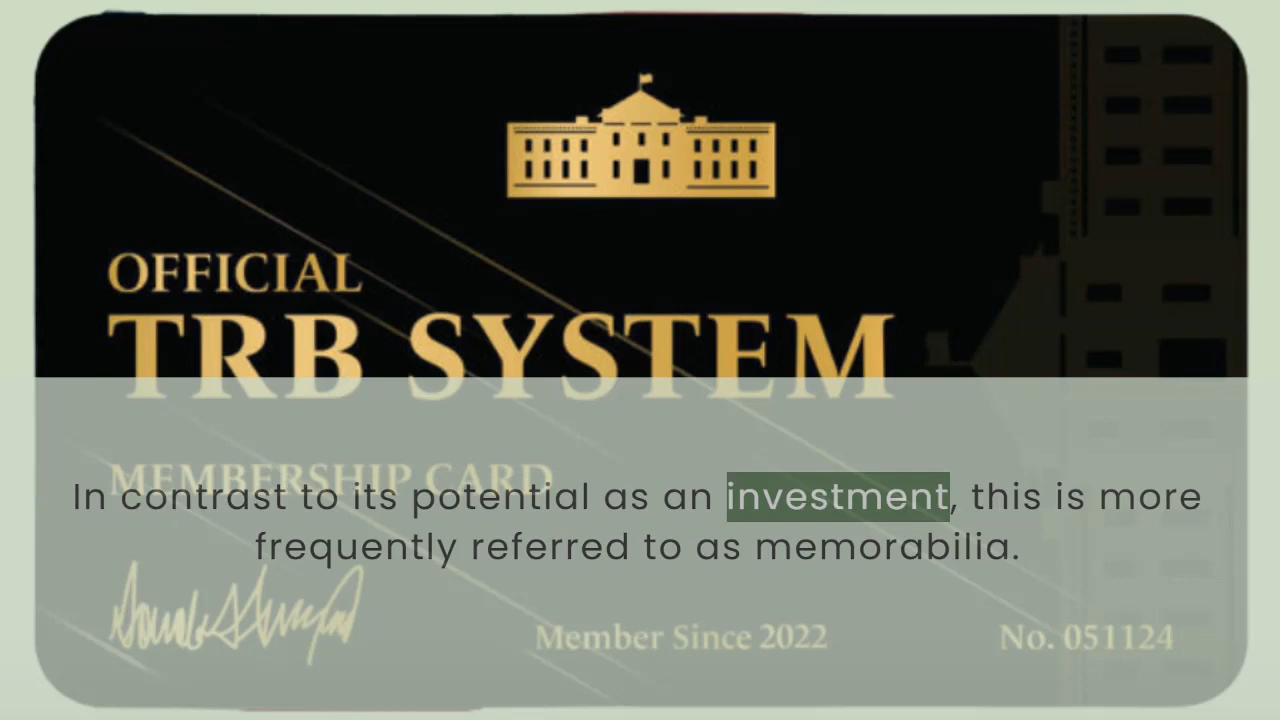 OFFICIAL
TRB SYSTEM
MEMBERSHIP CARD
In contrast to its potential as an investment, this is more
frequently referred to as memorabilia.
Member Since 2022
No. 051124